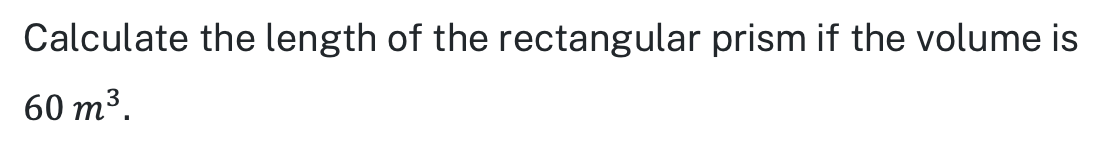 Calculate the length of the rectangular prism if the volume is
60 m³.